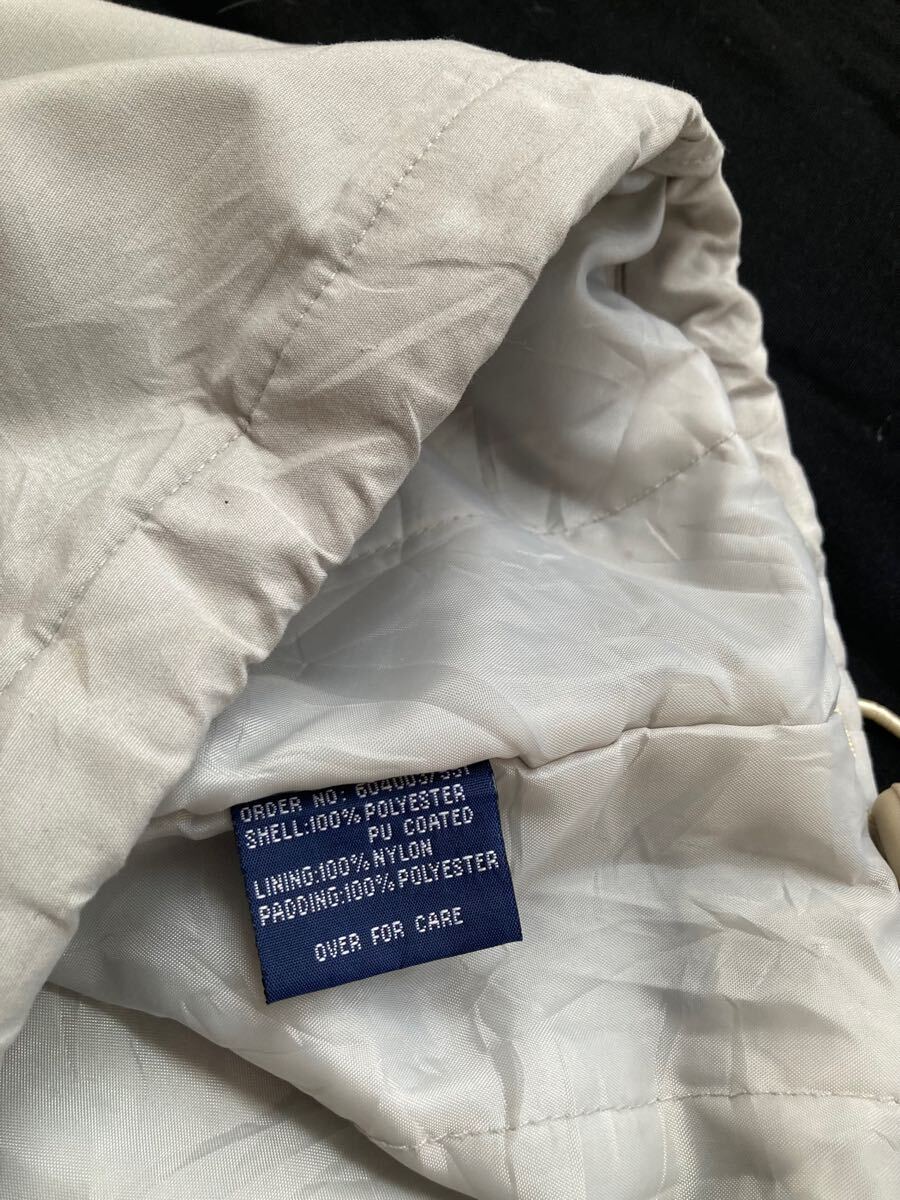 ORDER NO:
SHELL:100% POLYESTER
PU COATED
LINING:100% NYLON
PADDING:100% POLYESTER
OVER FOR CARE